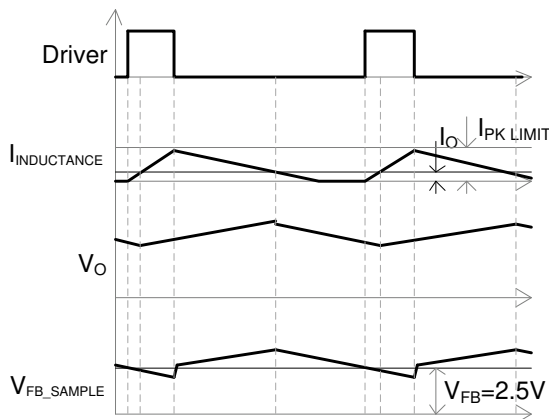 Driver
I_INDUCTANCE
I_O
I_PK LIMIT
V_O
V_FB_SAMPLE
V_FB=2.5V